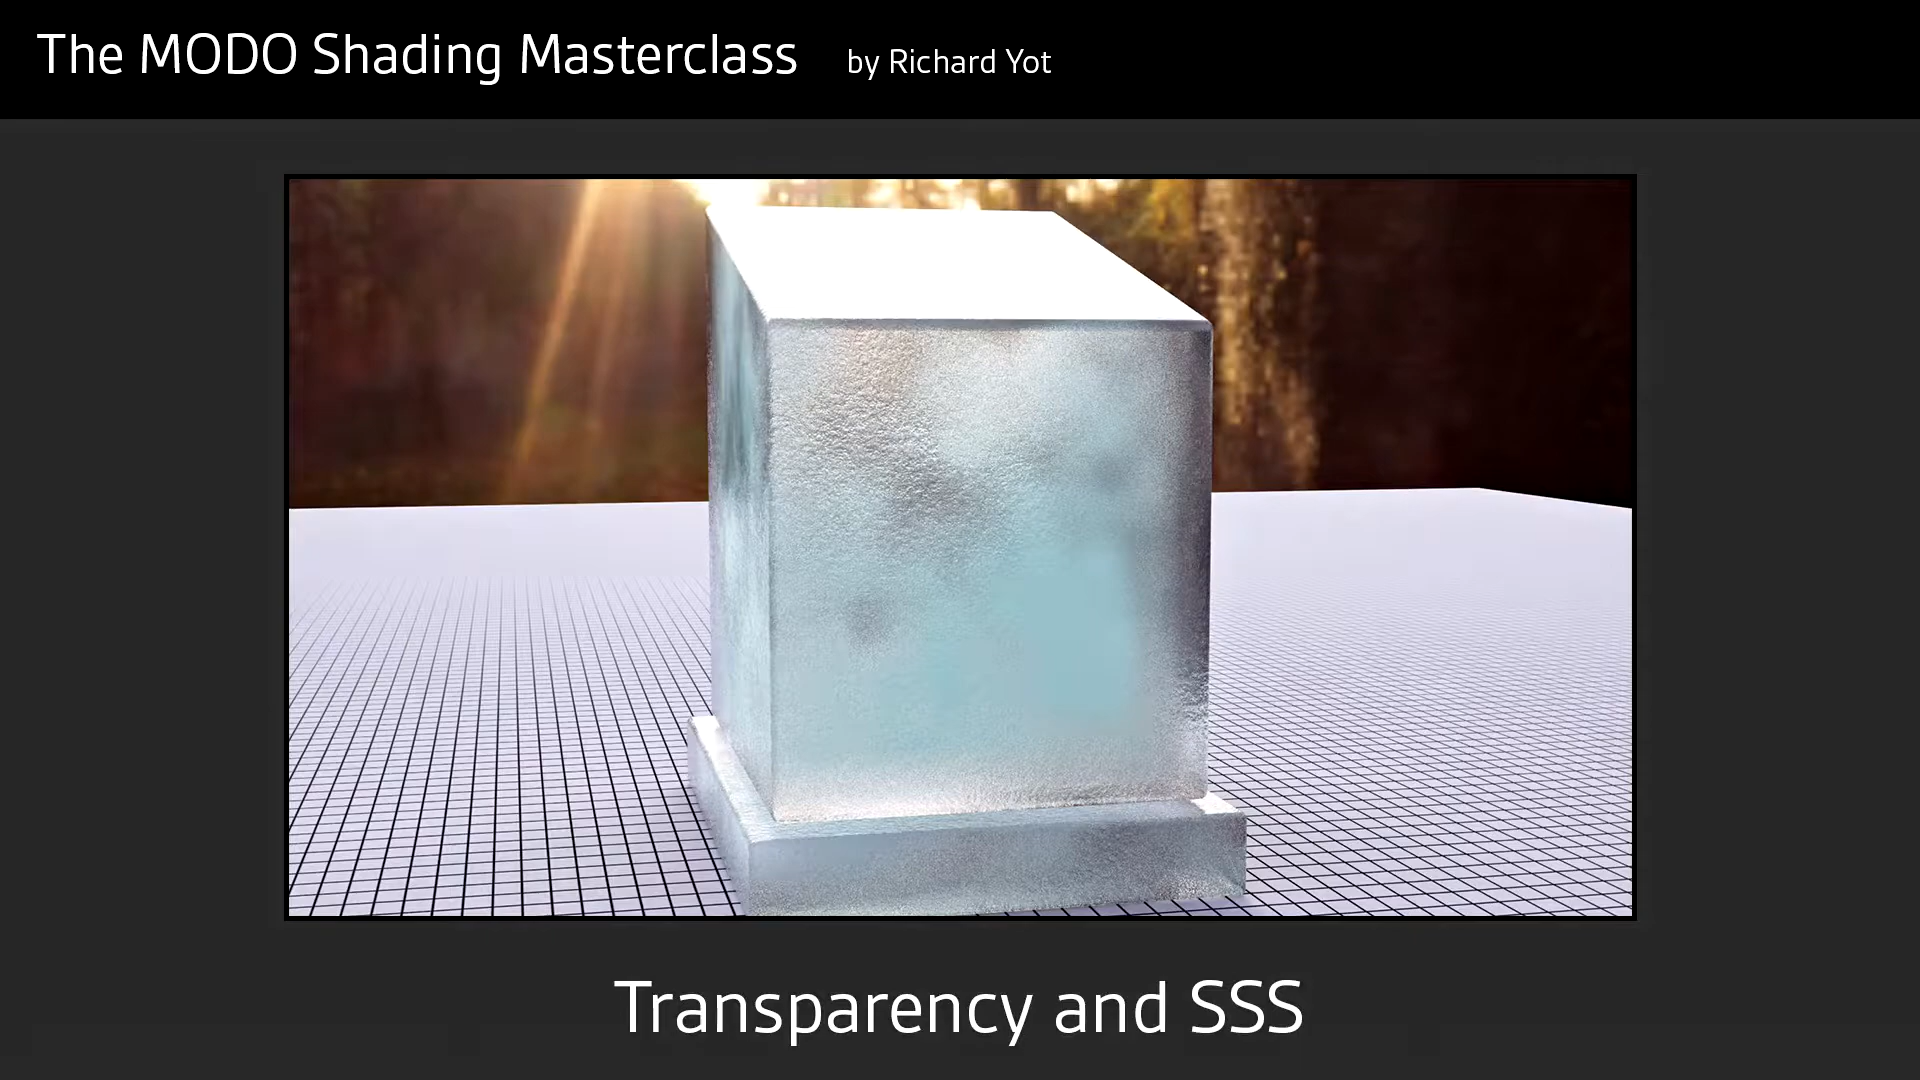 The MODO Shading Masterclass by Richard Yot
Transparency and SSS